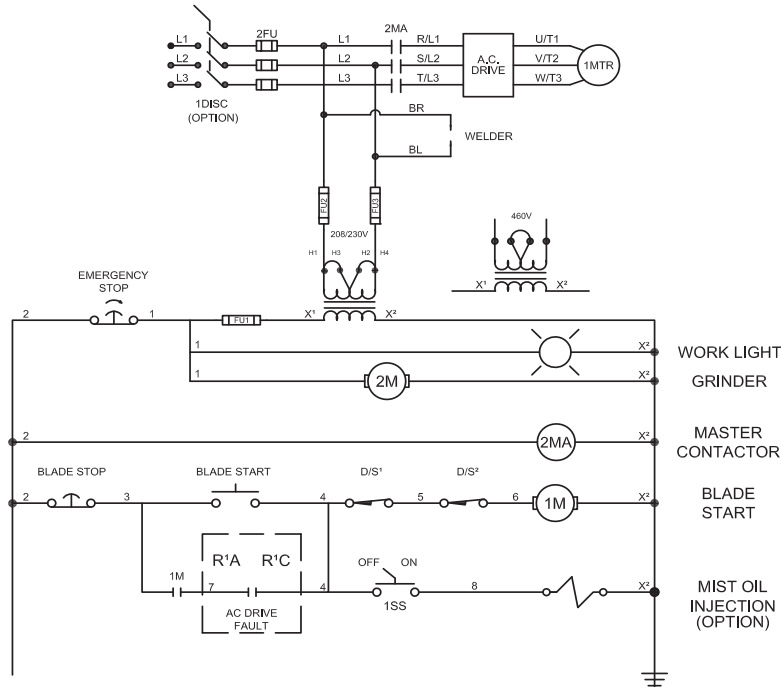 2FU L1 2MA R/L1 U/T1
L1
L2 L2 S/L2 A.C. DRIVE V/T2 1MTR
L3 L3 T/L3 W/T3
1DISC
(OPTION)
BR
WELDER
BL
FU2 FU3
208/230V
H1 H3 H2 H4
460V
X¹ X²
EMERGENCY
STOP
2 1 FU1 X¹ X²
1 X² WORK LIGHT
1 2M X² GRINDER
2 2MA X² MASTER
CONTACTOR
BLADE STOP BLADE START D/S¹ D/S²
2 3 4 5 6 1M X² BLADE
START
R¹A R¹C
1M 7 4
AC DRIVE
FAULT
OFF ON
1SS
8 X² MIST OIL
INJECTION
(OPTION)